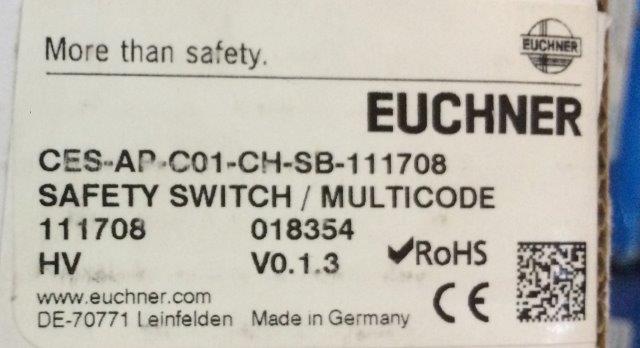 More than safety.
EUCHNER
EUCHNER
CES-AP-C01-CH-SB-111708
SAFETY SWITCH / MULTICODE
111708 018354
HV V0.1.3 ✔RoHS
www.euchner.com CE
DE-70771 Leinfelden Made in Germany